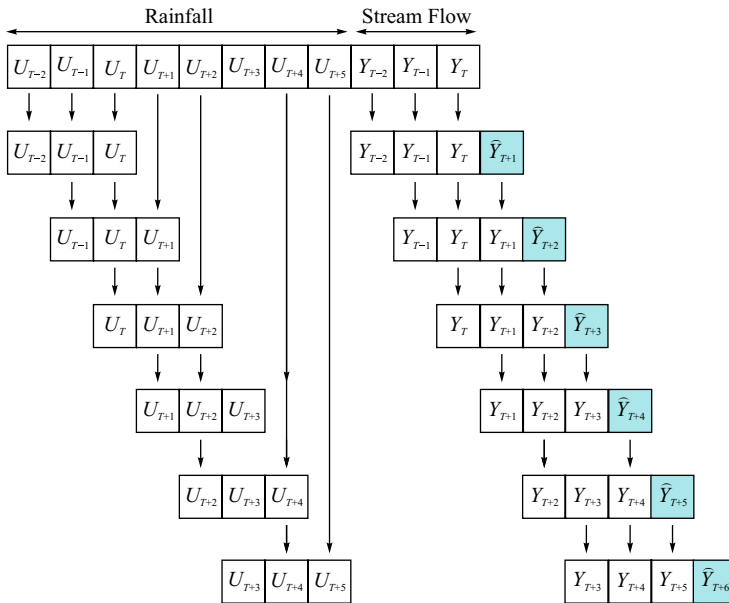 Rainfall Stream Flow
U_{T−2} U_{T−1} U_T U_{T+1} U_{T+2} U_{T+3} U_{T+4} U_{T+5} Y_{T−2} Y_{T−1} Y_T
U_{T−2} U_{T−1} U_T Y_{T−2} Y_{T−1} Y_T Ŷ_{T+1}
U_{T−1} U_T U_{T+1} Y_{T−1} Y_T Y_{T+1} Ŷ_{T+2}
U_T U_{T+1} U_{T+2} Y_T Y_{T+1} Y_{T+2} Ŷ_{T+3}
U_{T+1} U_{T+2} U_{T+3} Y_{T+1} Y_{T+2} Y_{T+3} Ŷ_{T+4}
U_{T+2} U_{T+3} U_{T+4} Y_{T+2} Y_{T+3} Y_{T+4} Ŷ_{T+5}
U_{T+3} U_{T+4} U_{T+5} Y_{T+3} Y_{T+4} Y_{T+5} Ŷ_{T+6}